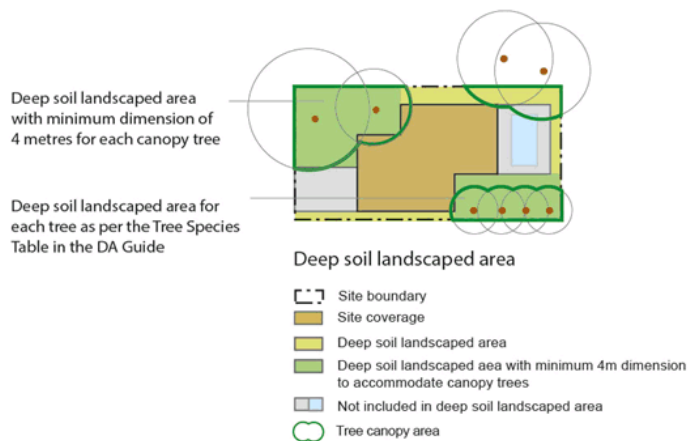 Deep soil landscaped area
with minimum dimension of
4 metres for each canopy tree
Deep soil landscaped area for
each tree as per the Tree Species
Table in the DA Guide
Deep soil landscaped area
Site boundary
Site coverage
Deep soil landscaped area
Deep soil landscaped aea with minimum 4m dimension
to accommodate canopy trees
Not included in deep soil landscaped area
Tree canopy area